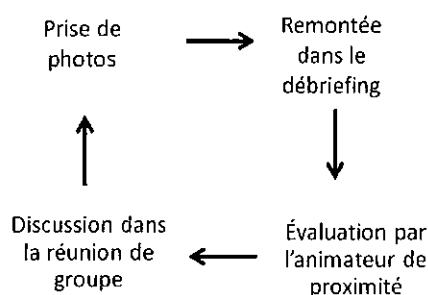 Prise de
photos
Remontée
dans le
débriefing
Évaluation par
l'animateur de
proximité
Discussion dans
la réunion de
groupe